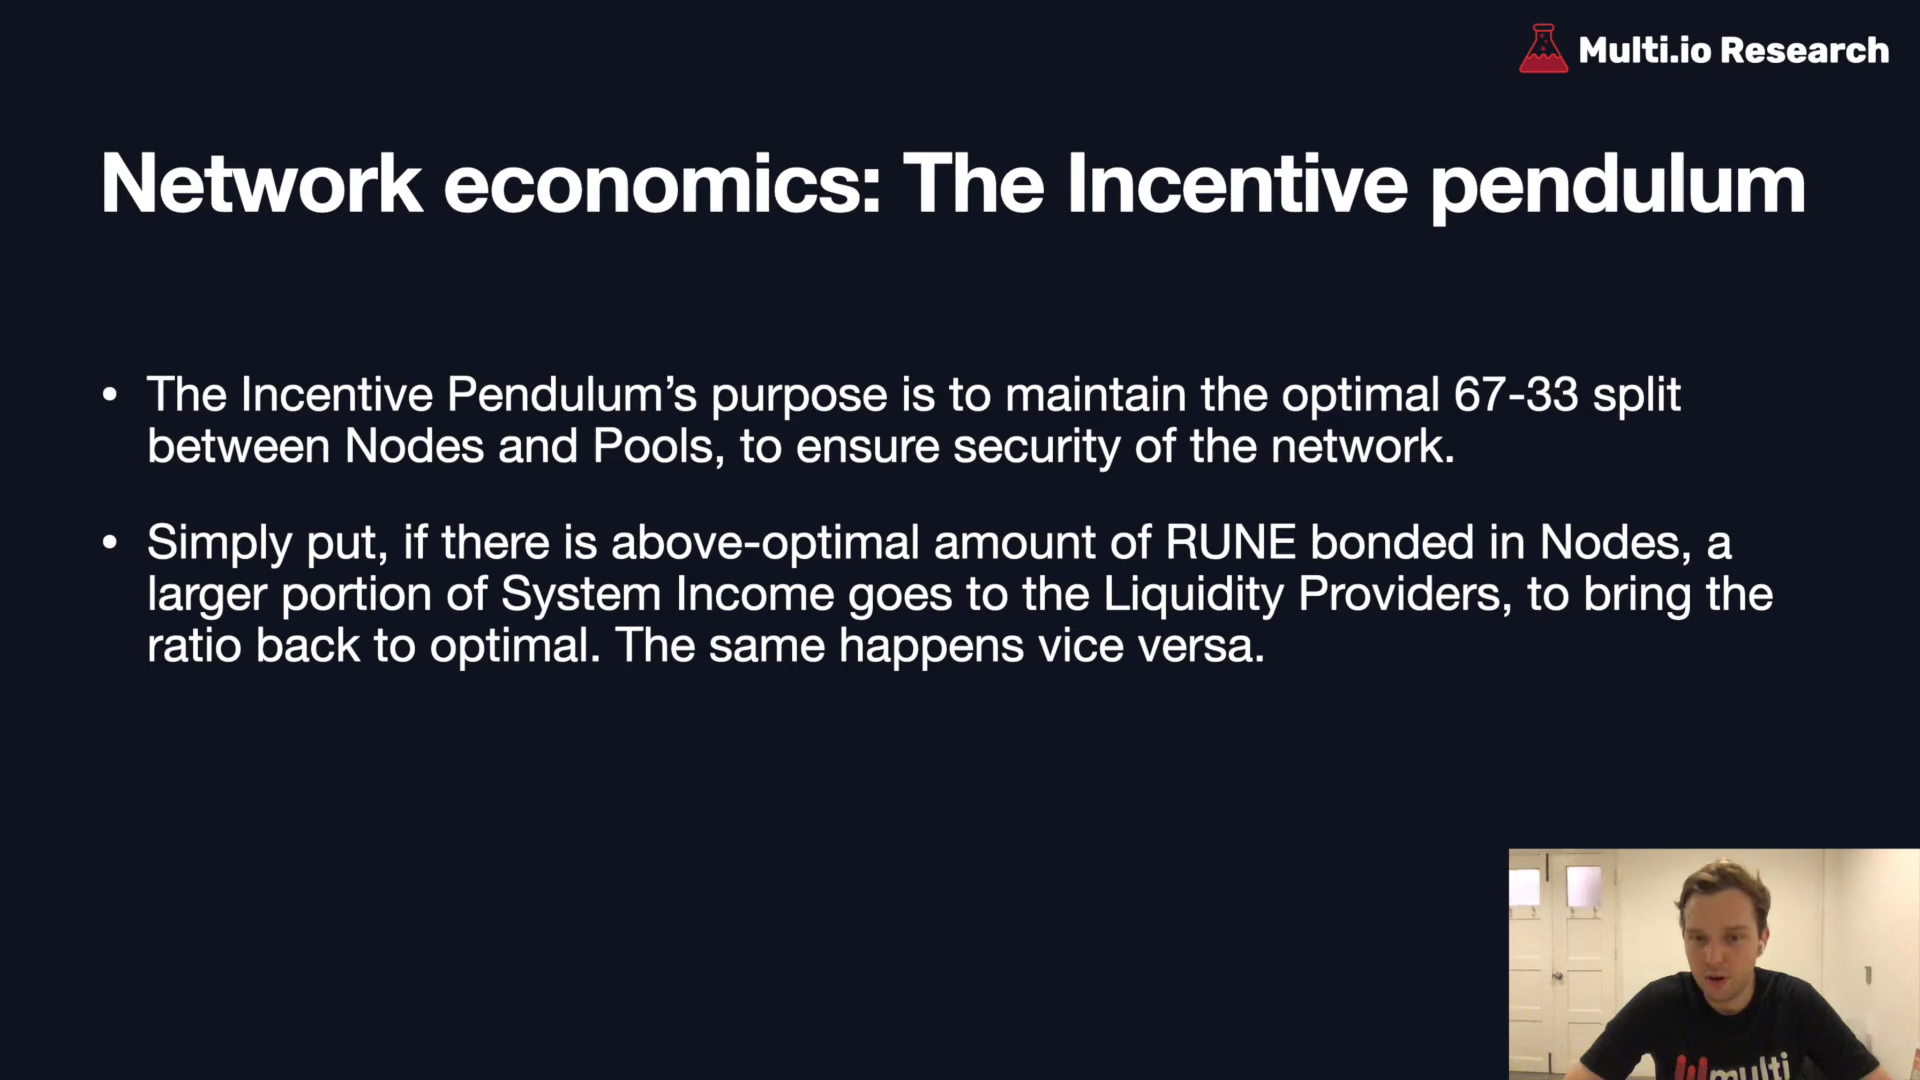 Multi.io Research
Network economics: The Incentive pendulum
• The Incentive Pendulum’s purpose is to maintain the optimal 67-33 split
between Nodes and Pools, to ensure security of the network.
• Simply put, if there is above-optimal amount of RUNE bonded in Nodes, a
larger portion of System Income goes to the Liquidity Providers, to bring the
ratio back to optimal. The same happens vice versa.
multi